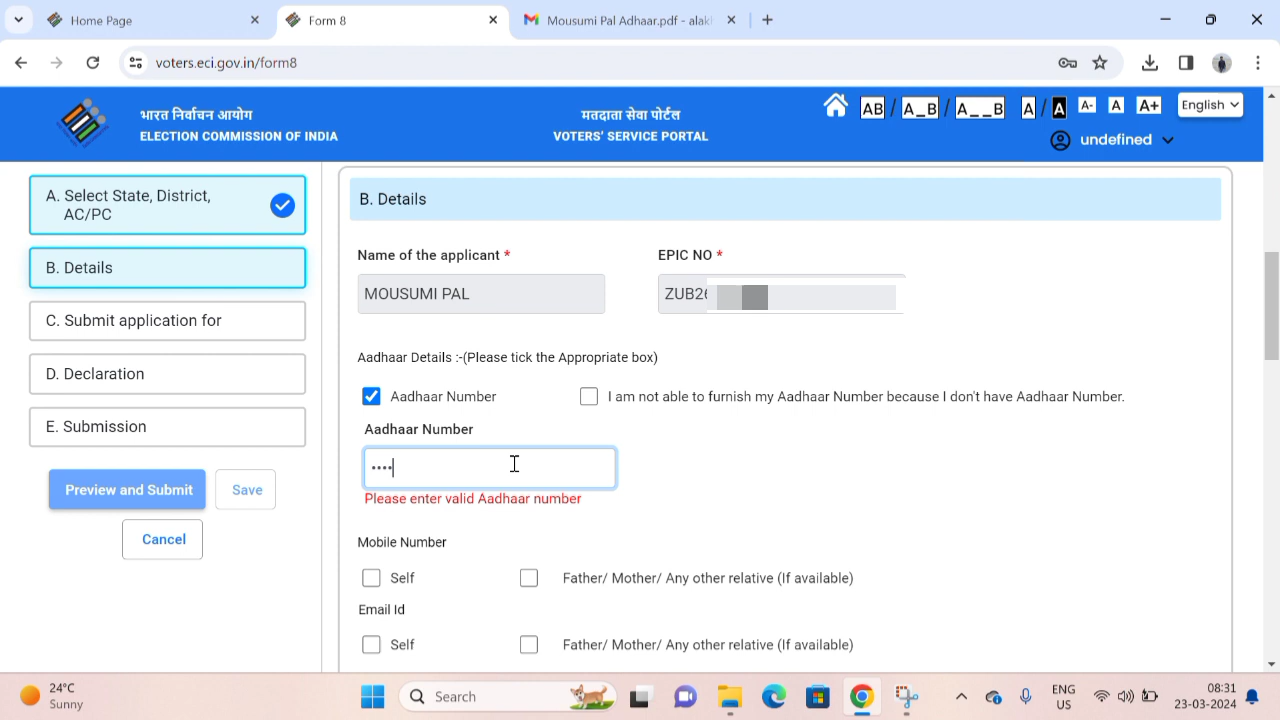 Home Page
Form 8
Mousumi Pal Adhaar.pdf - alakh
voters.eci.gov.in/form8
भारत निर्वाचन आयोग
ELECTION COMMISSION OF INDIA
मतदाता सेवा पोर्टल
VOTERS' SERVICE PORTAL
AB / A_B / A__B A / A A- A A+ English
undefined
A. Select State, District,
AC/PC
B. Details
C. Submit application for
D. Declaration
E. Submission
Preview and Submit
Save
Cancel
B. Details
Name of the applicant *
EPIC NO *
MOUSUMI PAL
ZUB2
Aadhaar Details :-(Please tick the Appropriate box)
Aadhaar Number
I am not able to furnish my Aadhaar Number because I don't have Aadhaar Number.
Aadhaar Number
••••
Please enter valid Aadhaar number
Mobile Number
Self
Father/ Mother/ Any other relative (If available)
Email Id
Self
Father/ Mother/ Any other relative (If available)
24°C
Sunny
Search
ENG
US
08:31
23-03-2024